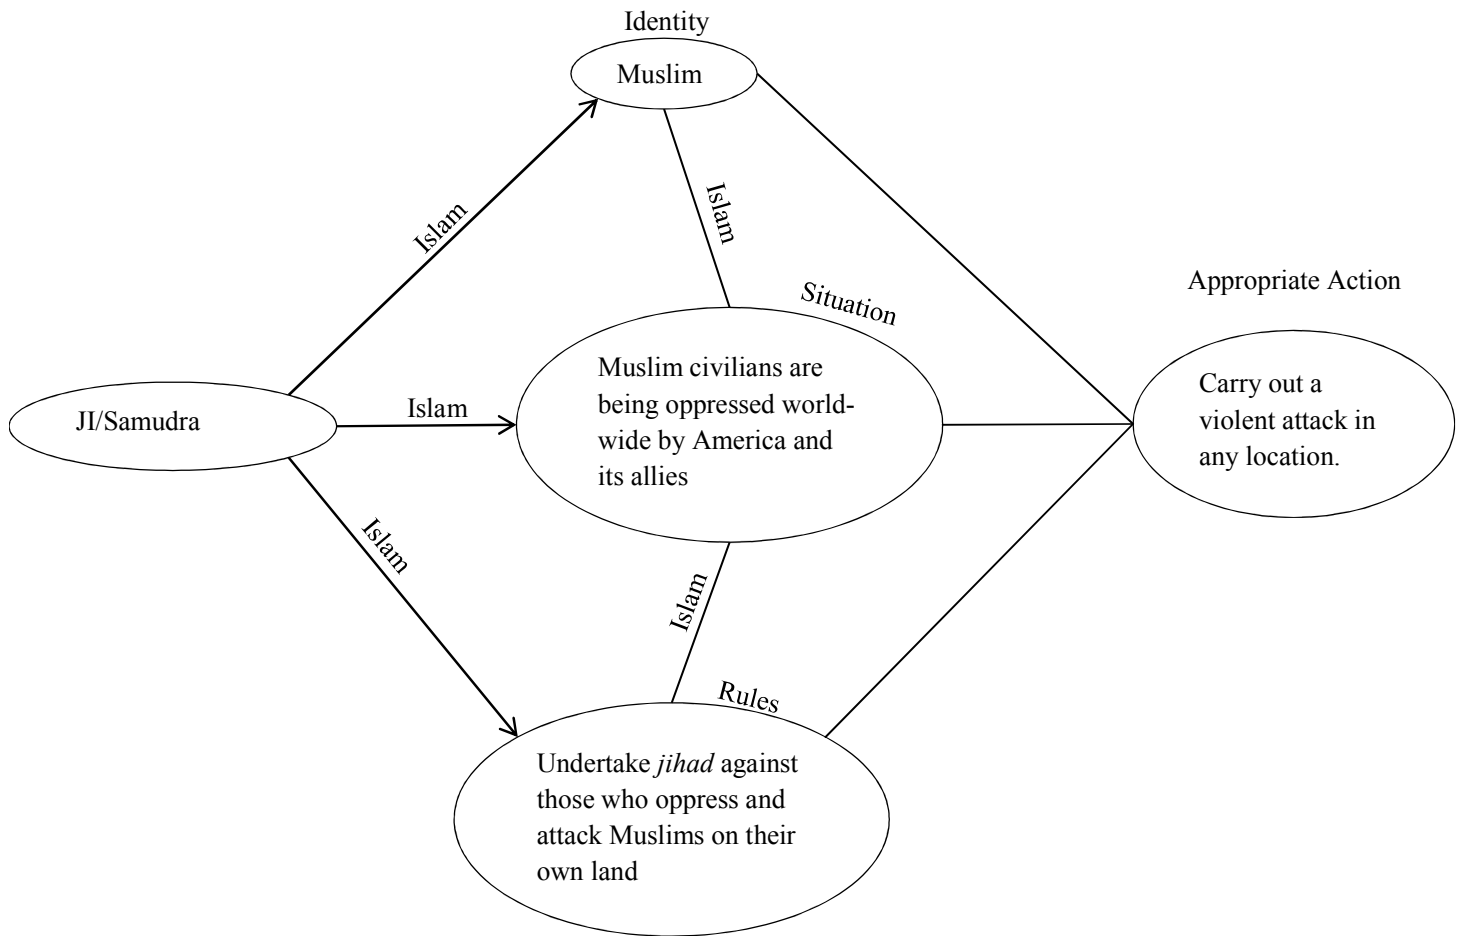 Identity
Muslim
Islam
Islam
Situation
Appropriate Action
Muslim civilians are
being oppressed world-
wide by America and
its allies
Carry out a
violent attack in
any location.
JI/Samudra
Islam
Islam
Islam
Rules
Undertake jihad against
those who oppress and
attack Muslims on their
own land